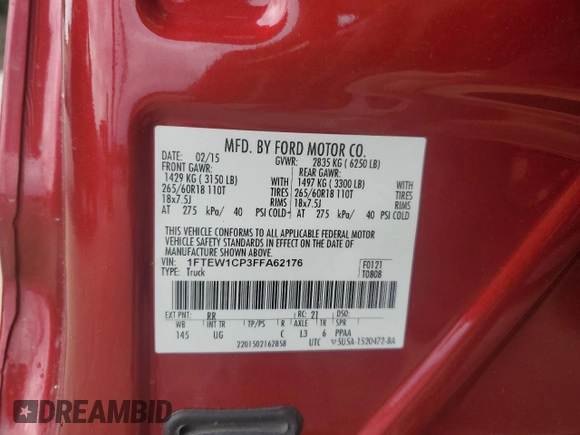 MFD. BY FORD MOTOR CO.
DATE: 02/15 GVWR: 2835 KG ( 6250 LB)
FRONT GAWR: REAR GAWR:
1429 KG ( 3150 LB) WITH 1497 KG ( 3300 LB) WITH
265/60R18 110T TIRES 265/60R18 110T TIRES
18x7.5J RIMS 18x7.5J RIMS
AT 275 kPa/ 40 PSI COLD AT 275 kPa/ 40 PSI COLD
THIS VEHICLE CONFORMS TO ALL APPLICABLE FEDERAL MOTOR
VEHICLE SAFETY STANDARDS IN EFFECT ON THE DATE OF
MANUFACTURE SHOWN ABOVE.
VIN: 1FTEW1CP3FFA62176 F0121
TYPE: Truck T0808
EXT PNT: RR RC: 21 DSO:
WB INT TR TP/PS R AXLE TR SPR
145 UG C L3 6 PPAA
2201502162858 UTC 5U5A-1520472-BA
DREAMBID